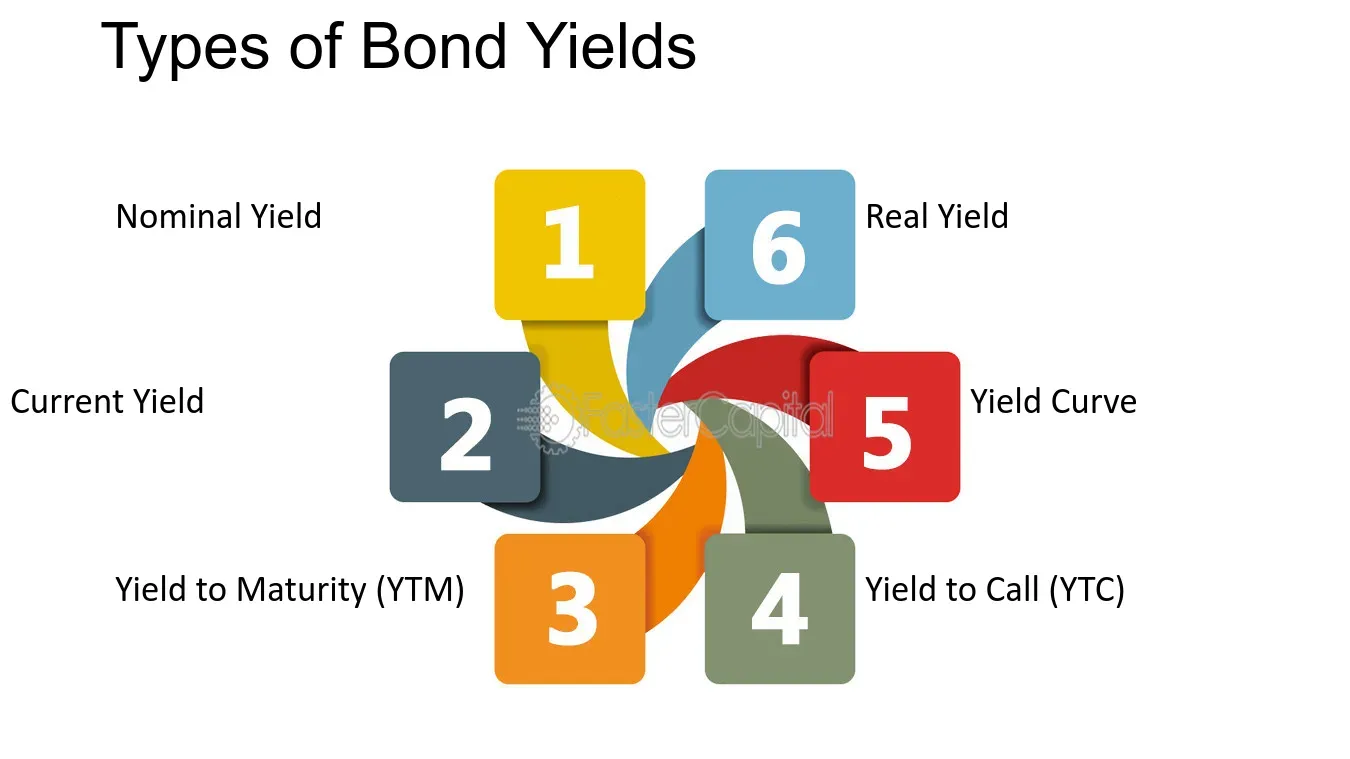 Types of Bond Yields
Nominal Yield
1
6
Real Yield
Current Yield
2
FasterCapital
5
Yield Curve
Yield to Maturity (YTM)
3
4
Yield to Call (YTC)